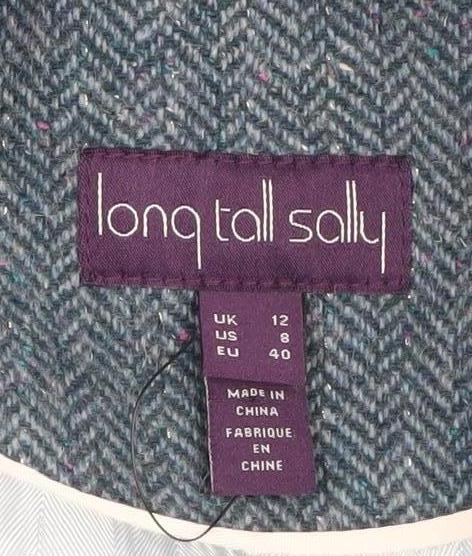 long tall sally
UK 12
US 8
EU 40
MADE IN
CHINA
FABRIQUE
EN
CHINE